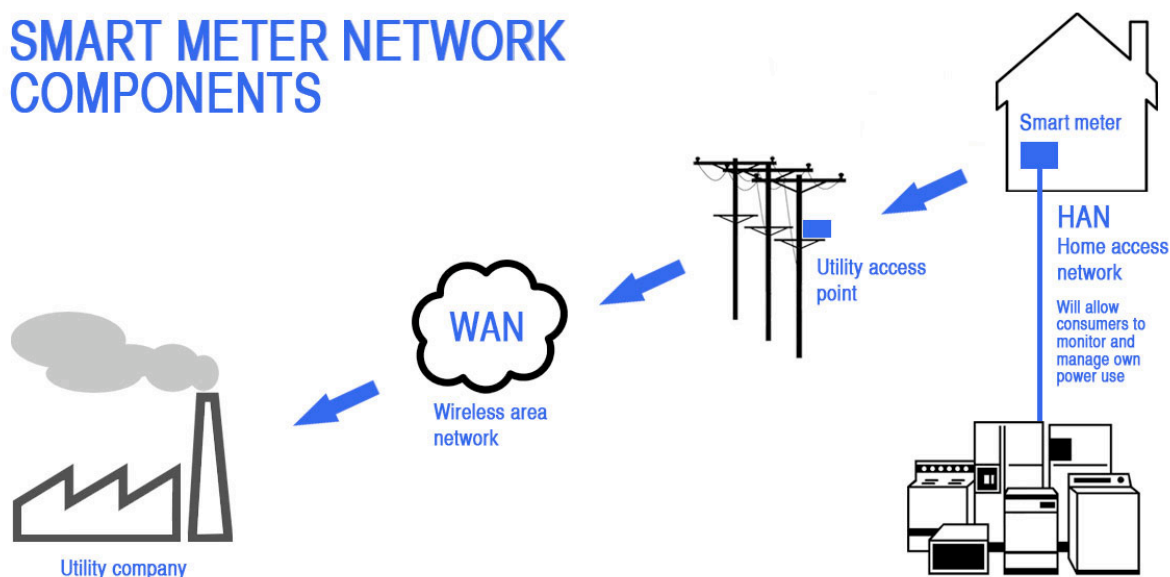 SMART METER NETWORK
COMPONENTS
Smart meter
HAN
Home access
network
Will allow
consumers to
monitor and
manage own
power use
Utility access
point
WAN
Wireless area
network
Utility company